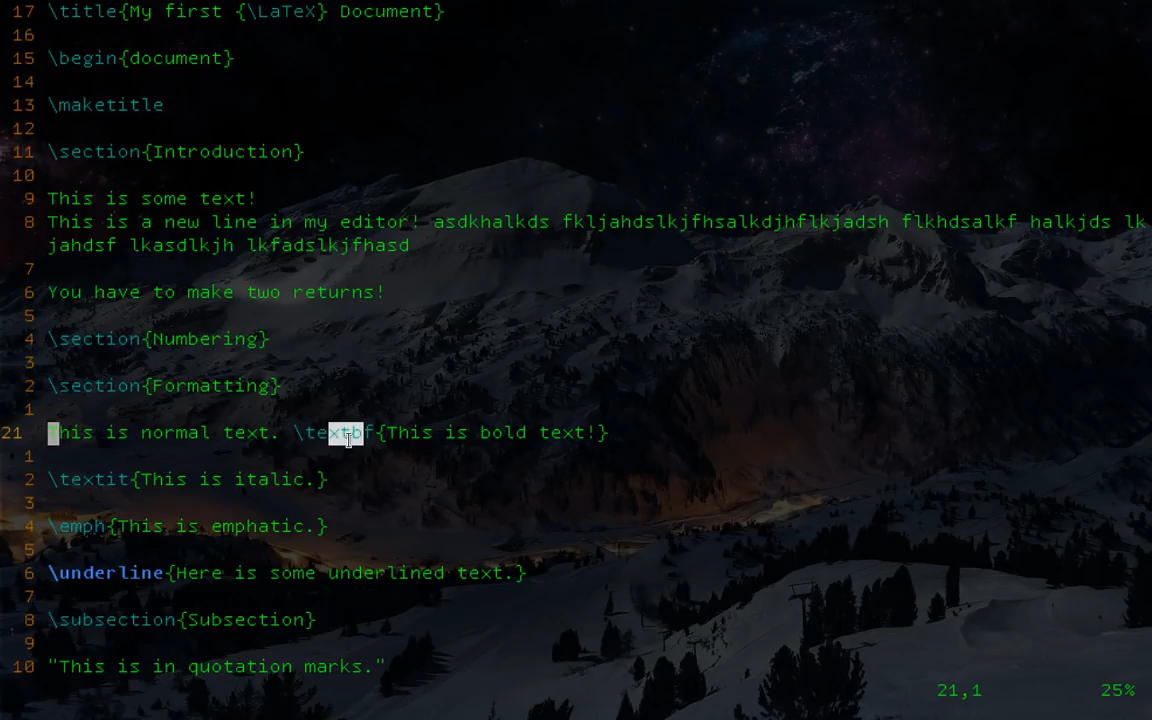 17 \title{My first {\LaTeX} Document}
16
15 \begin{document}
14
13 \maketitle
12
11 \section{Introduction}
10
9 This is some text!
8 This is a new line in my editor! asdkhalkds fkljahdslkjfhsalkdjhflkjadsh flkhdsalkf halkjds lk
jahdsf lkasdlkjh lkfadslkjfhasd
7
6 You have to make two returns!
5
4 \section{Numbering}
3
2 \section{Formatting}
1
21 This is normal text. \textbf{This is bold text!}
1
2 \textit{This is italic.}
3
4 \emph{This is emphatic.}
5
6 \underline{Here is some underlined text.}
7
8 \subsection{Subsection}
9
10 "This is in quotation marks."
21,1 25%